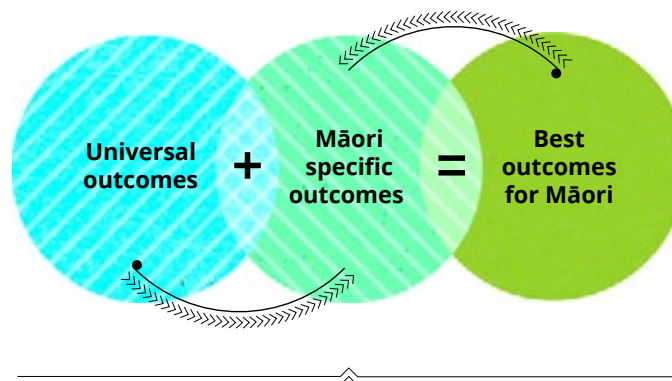 Universal
outcomes
+
Māori
specific
outcomes
=
Best
outcomes
for Māori